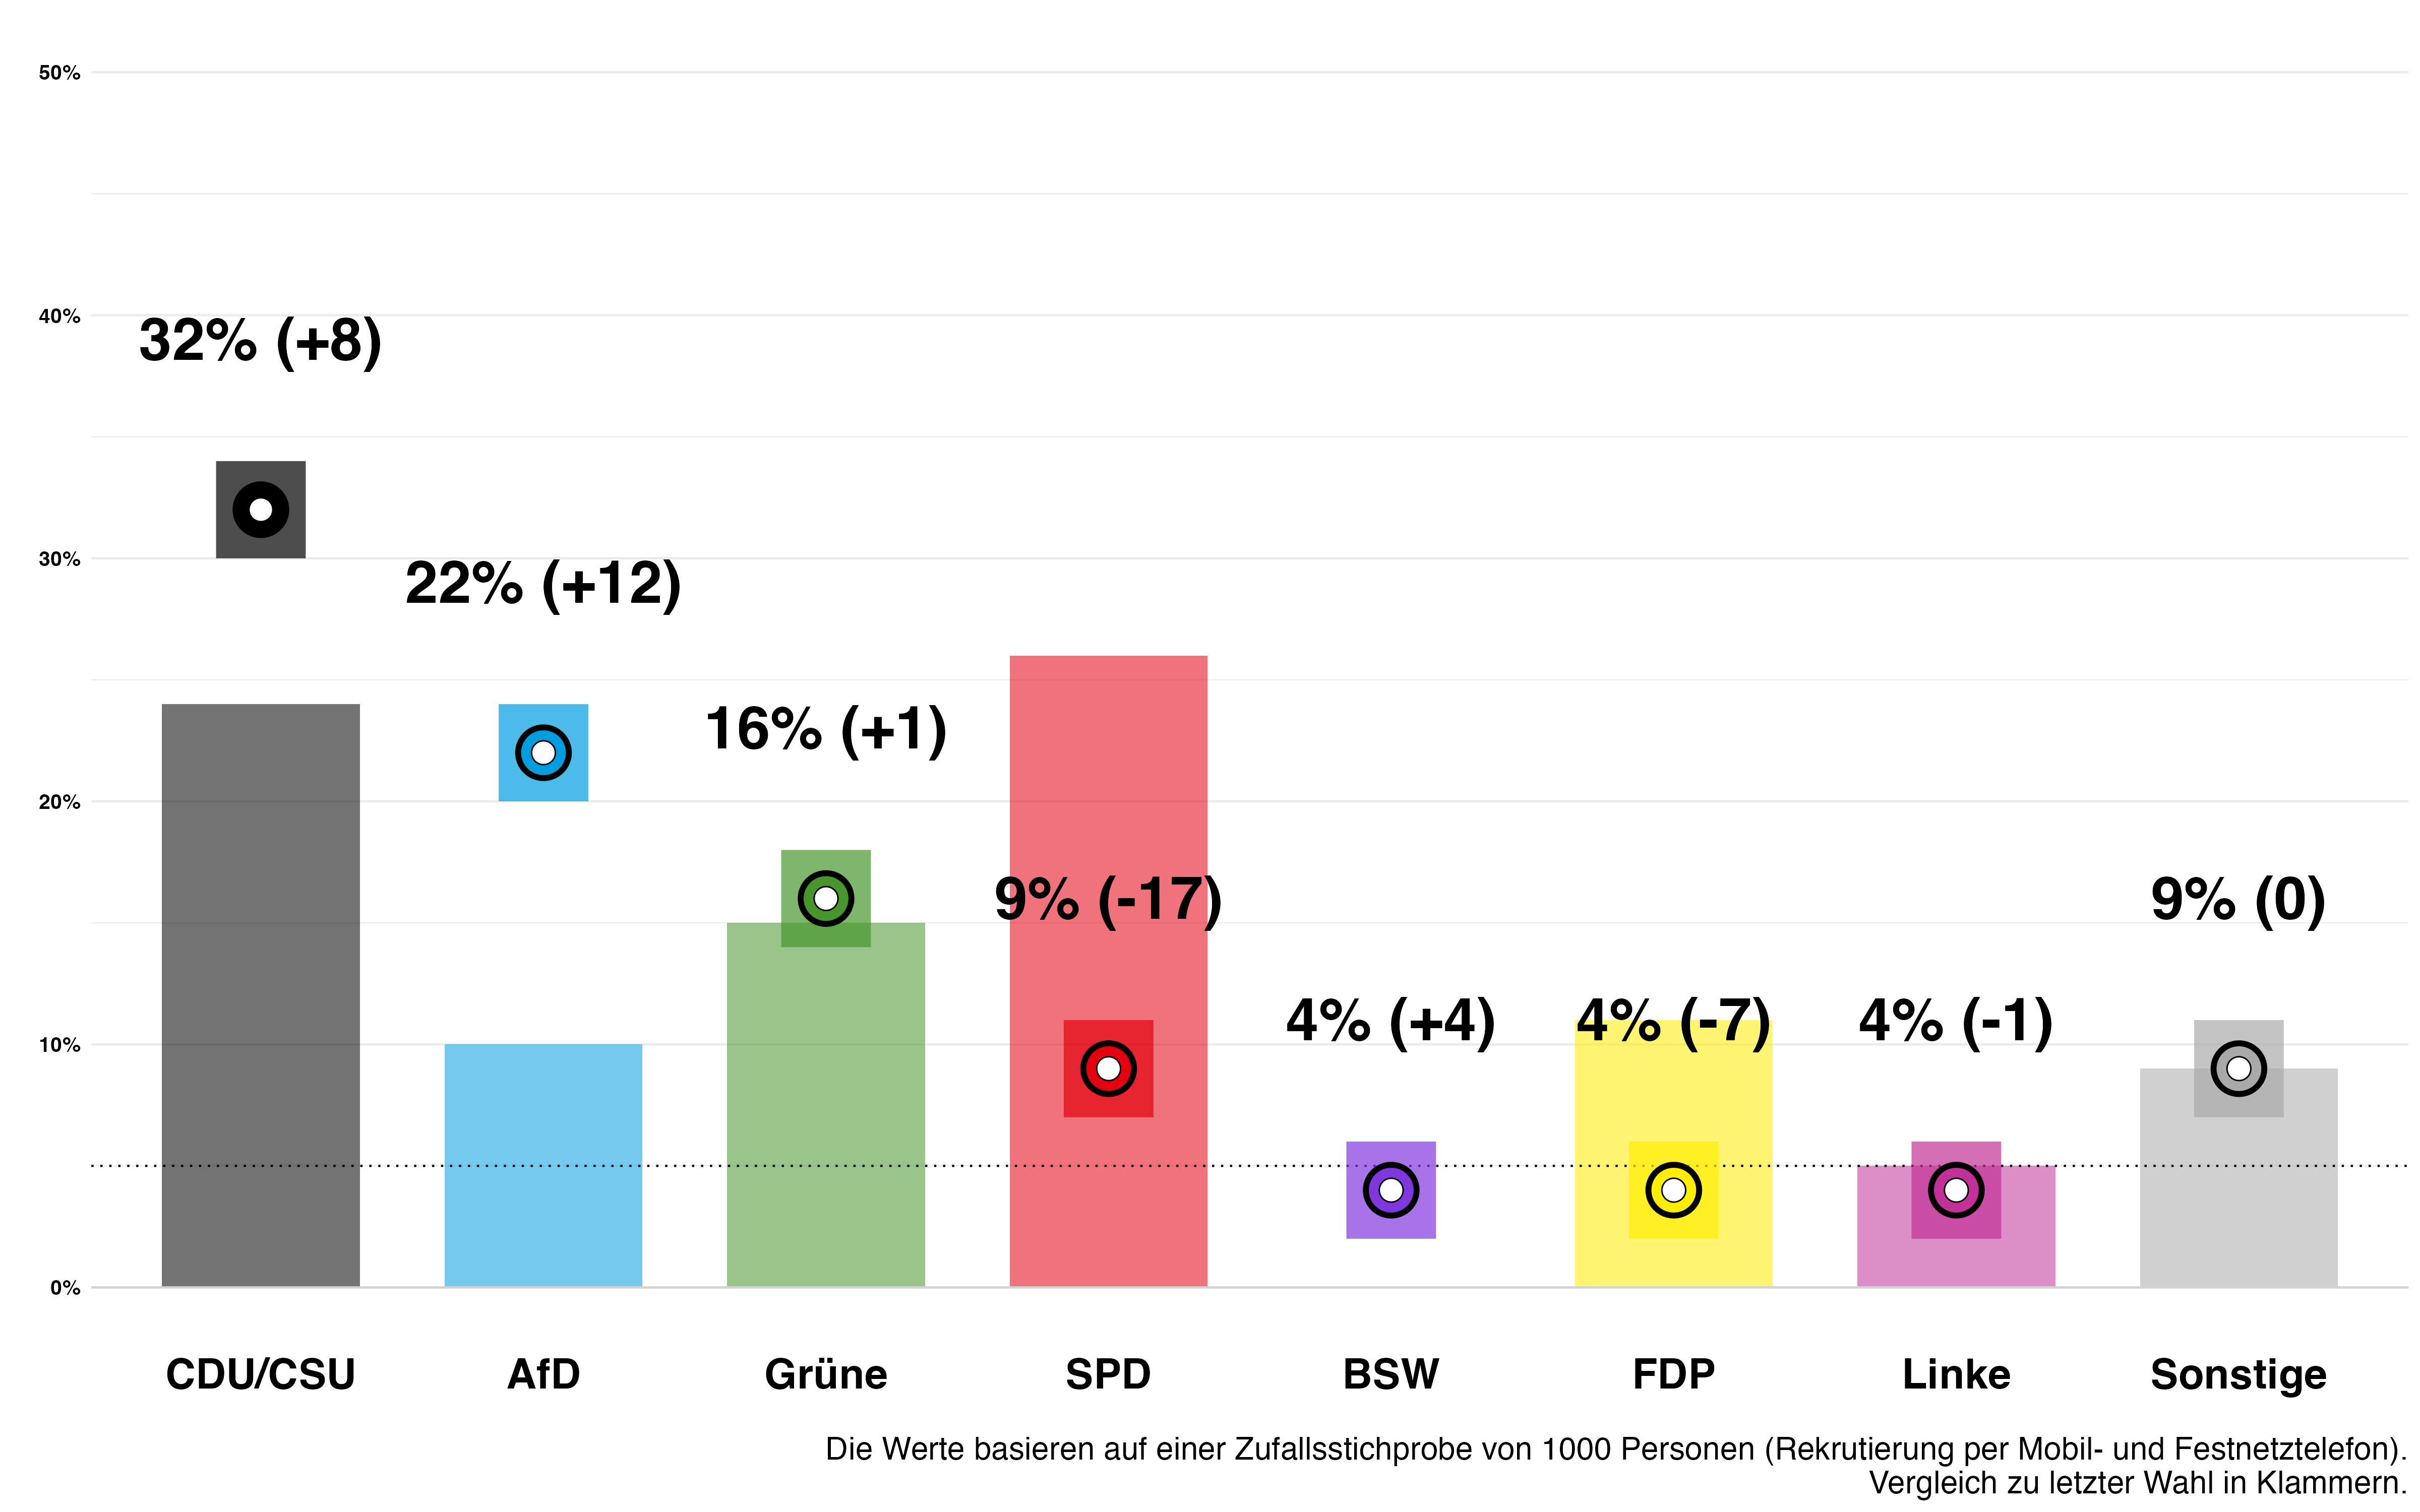 50%
40%
32% (+8)
30%
22% (+12)
16% (+1)
20%
9% (-17)
9% (0)
4% (+4)
4% (-7)
4% (-1)
10%
0%
CDU/CSU
AfD
Grüne
SPD
BSW
FDP
Linke
Sonstige
Die Werte basieren auf einer Zufallsstichprobe von 1000 Personen (Rekrutierung per Mobil- und Festnetztelefon).
Vergleich zu letzter Wahl in Klammern.